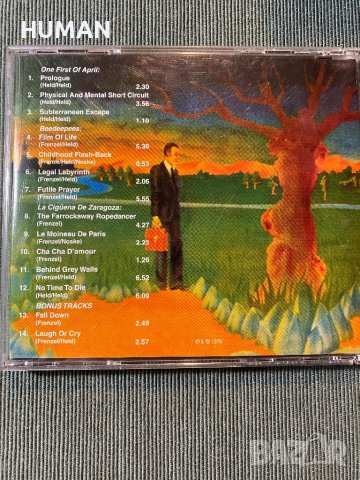 HUMAN
One First Of April:
1. Prologue
(Held/Held) 2.30
2. Physical And Mental Short Circuit
(Held/Held) 3.56
3. Subterranean Escape
(Held/Held) 1.10
Beedeepees:
4. Film Of Life
(Frenzel/Held) 5.36
5. Childhood Flash-Back
(Frenzel/Held/Noske) 0.53
6. Legal Labyrinth
(Frenzel/Held) 2.06
7. Futile Prayer
(Frenzel/Held) 5.55
La Cigüena De Zaragoza:
8. The Farrockaway Ropedancer
(Frenzel) 4.27
9. Le Moineau De Paris
(Frenzel/Noske) 0.23
10. Cha Cha D'amour
(Frenzel) 1.26
11. Behind Grey Walls
(Frenzel/Held) 6.52
12. No Time To Die
(Held/Held) 6.09
BONUS TRACKS
13. Fall Down
(Frenzel) 2.49
14. Laugh Or Cry
(Frenzel/Held) 2.57
℗ & © 1976
BAZAR